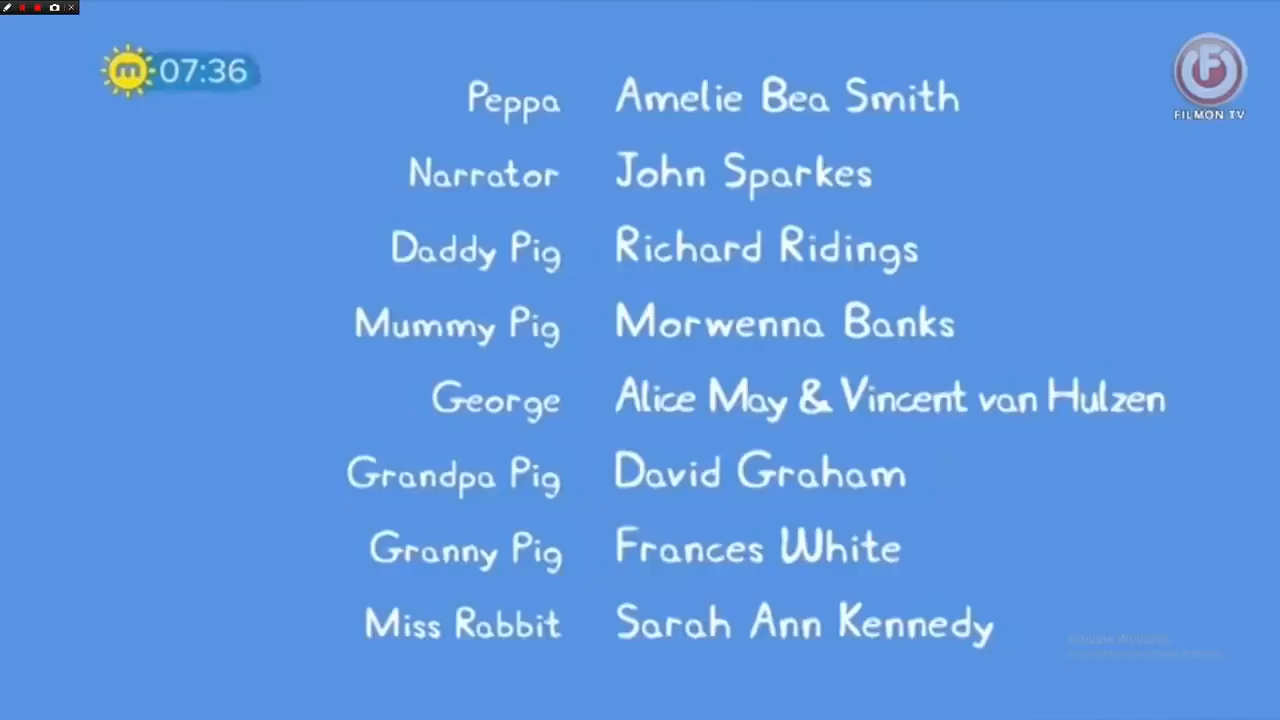 m 07:36
FILMON TV
Peppa Amelie Bea Smith
Narrator John Sparkes
Daddy Pig Richard Ridings
Mummy Pig Morwenna Banks
George Alice May & Vincent van Hulzen
Grandpa Pig David Graham
Granny Pig Frances White
Miss Rabbit Sarah Ann Kennedy
Activate Windows